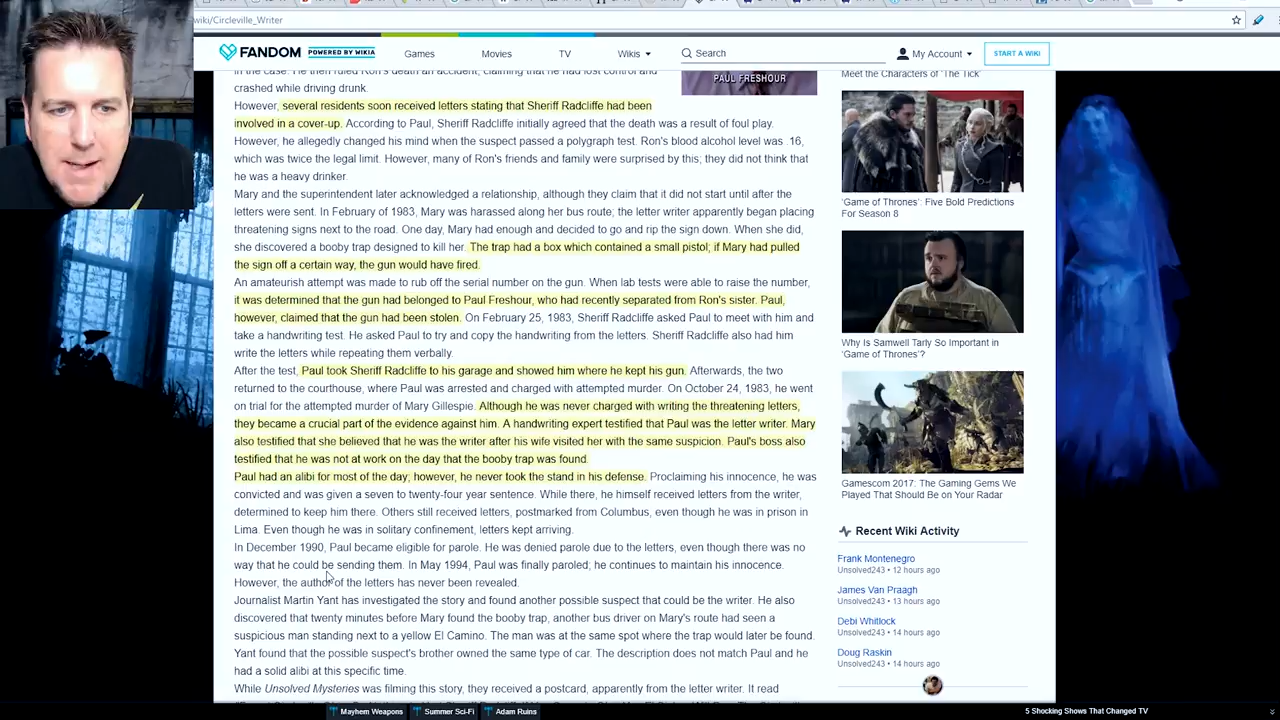 wiki/Circleville_Writer
FANDOM
POWERED BY WIKIA
Games
Movies
TV
Wikis
Search
My Account
START A WIKI
in the case. He then ruled Ron's death an accident, claiming that he had lost control and
crashed while driving drunk.
However, several residents soon received letters stating that Sheriff Radcliffe had been
involved in a cover-up. According to Paul, Sheriff Radcliffe initially agreed that the death was a result of foul play.
However, he allegedly changed his mind when the suspect passed a polygraph test. Ron's blood alcohol level was .16,
which was twice the legal limit. However, many of Ron's friends and family were surprised by this; they did not think that
he was a heavy drinker.
Mary and the superintendent later acknowledged a relationship, although they claim that it did not start until after the
letters were sent. In February of 1983, Mary was harassed along her bus route; the letter writer apparently began placing
threatening signs next to the road. One day, Mary had enough and decided to go and rip the sign down. When she did,
she discovered a booby trap designed to kill her. The trap had a box which contained a small pistol; if Mary had pulled
the sign off a certain way, the gun would have fired.
An amateurish attempt was made to rub off the serial number on the gun. When lab tests were able to raise the number,
it was determined that the gun had belonged to Paul Freshour, who had recently separated from Ron's sister. Paul,
however, claimed that the gun had been stolen. On February 25, 1983, Sheriff Radcliffe asked Paul to meet with him and
take a handwriting test. He asked Paul to try and copy the handwriting from the letters. Sheriff Radcliffe also had him
write the letters while repeating them verbally.
After the test, Paul took Sheriff Radcliffe to his garage and showed him where he kept his gun. Afterwards, the two
returned to the courthouse, where Paul was arrested and charged with attempted murder. On October 24, 1983, he went
on trial for the attempted murder of Mary Gillespie. Although he was never charged with writing the threatening letters,
they became a crucial part of the evidence against him. A handwriting expert testified that Paul was the letter writer. Mary
also testified that she believed that he was the writer after his wife visited her with the same suspicion. Paul's boss also
testified that he was not at work on the day that the booby trap was found.
Paul had an alibi for most of the day; however, he never took the stand in his defense. Proclaiming his innocence, he was
convicted and was given a seven to twenty-four year sentence. While there, he himself received letters from the writer,
determined to keep him there. Others still received letters, postmarked from Columbus, even though he was in prison in
Lima. Even though he was in solitary confinement, letters kept arriving.
In December 1990, Paul became eligible for parole. He was denied parole due to the letters, even though there was no
way that he could be sending them. In May 1994, Paul was finally paroled; he continues to maintain his innocence.
However, the author of the letters has never been revealed.
Journalist Martin Yant has investigated the story and found another possible suspect that could be the writer. He also
discovered that twenty minutes before Mary found the booby trap, another bus driver on Mary's route had seen a
suspicious man standing next to a yellow El Camino. The man was at the same spot where the trap would later be found.
Yant found that the possible suspect's brother owned the same type of car. The description does not match Paul and he
had a solid alibi at this specific time.
While Unsolved Mysteries was filming this story, they received a postcard, apparently from the letter writer. It read
PAUL FRESHOUR
Meet the Characters of 'The Tick'
'Game of Thrones': Five Bold Predictions
For Season 8
Why Is Samwell Tarly So Important in
'Game of Thrones'?
Gamescom 2017: The Gaming Gems We
Played That Should Be on Your Radar
Recent Wiki Activity
Frank Montenegro
Unsolved243 • 12 hours ago
James Van Praagh
Unsolved243 • 13 hours ago
Debi Whitlock
Unsolved243 • 14 hours ago
Doug Raskin
Unsolved243 • 14 hours ago
Mayhem Weapons
Summer Sci-Fi
Adam Ruins
5 Shocking Shows That Changed TV